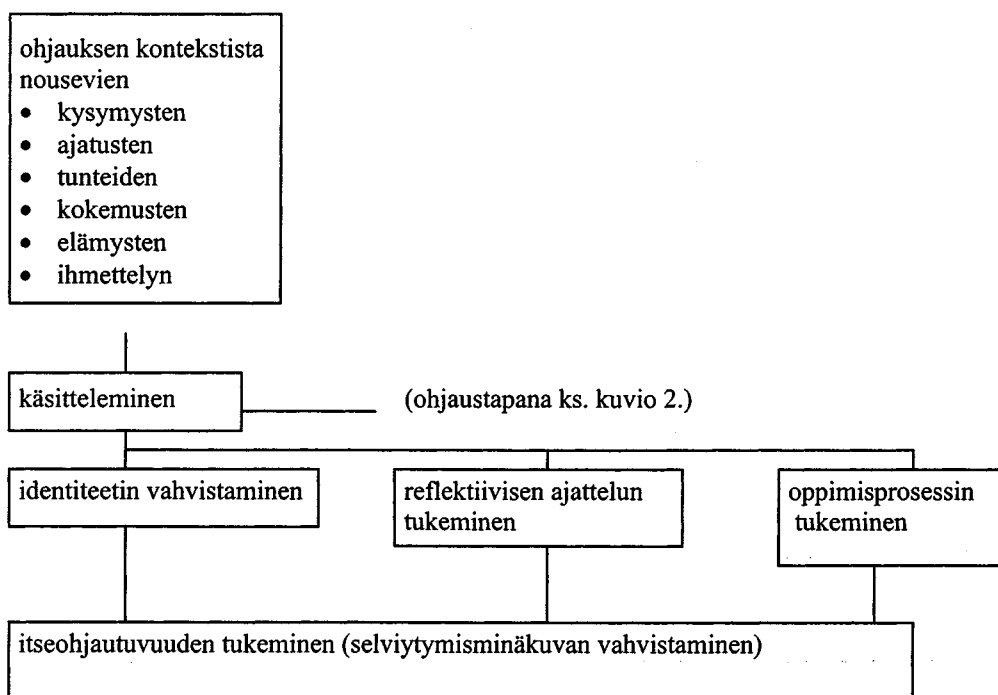 ohjauksen kontekstista
nousevien
• kysymysten
• ajatusten
• tunteiden
• kokemusten
• elämysten
• ihmettelyn
käsitteleminen
(ohjaustapana ks. kuvio 2.)
identiteetin vahvistaminen
reflektiivisen ajattelun
tukeminen
oppimisprosessin
tukeminen
itseohjautuvuuden tukeminen (selviytymisminäkuvan vahvistaminen)